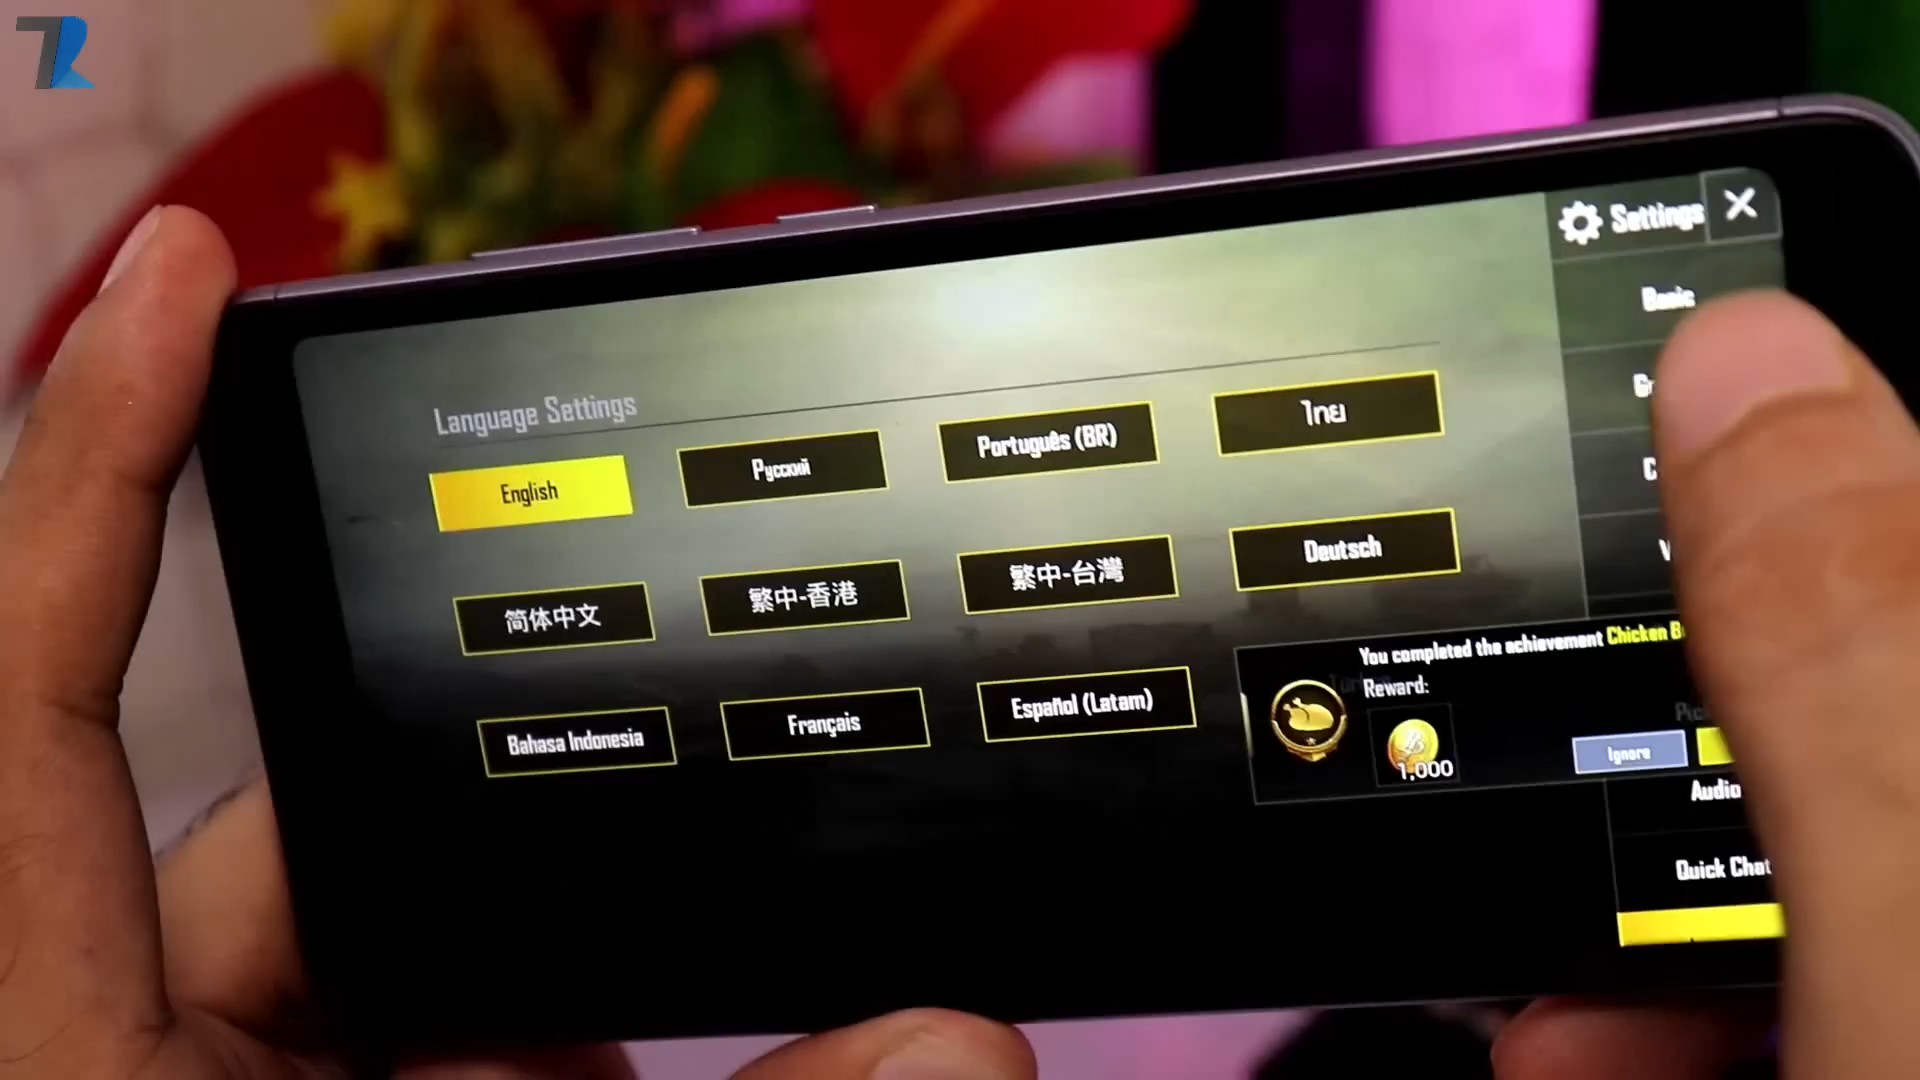 Settings
Basic
Language Settings
English
Русский
Português (BR)
ไทย
简体中文
繁中-香港
繁中-台灣
Deutsch
Bahasa Indonesia
Français
Español (Latam)
You completed the achievement Chicken
Reward:
1,000
Ignore
Audio
Quick Chat